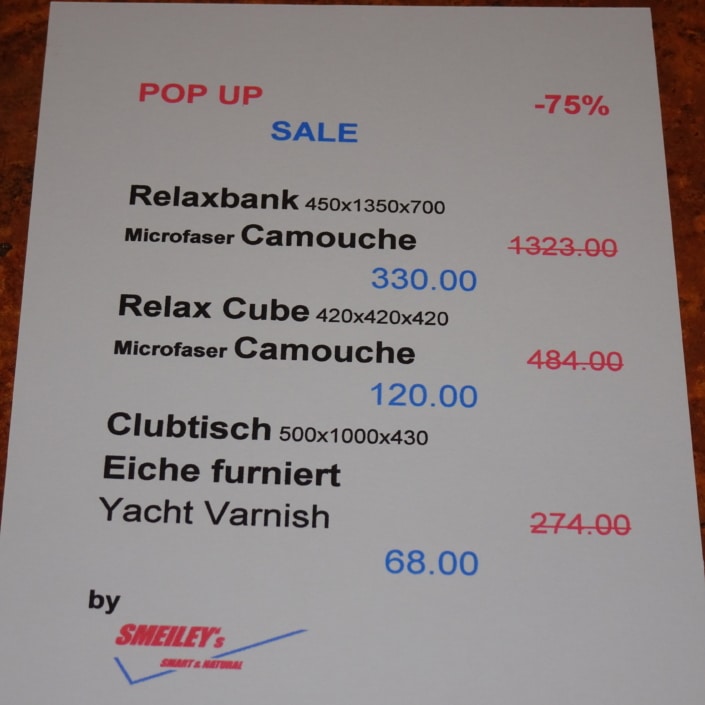 POP UP -75%
SALE
Relaxbank 450x1350x700
Microfaser Camouche 1323.00
330.00
Relax Cube 420x420x420
Microfaser Camouche 484.00
120.00
Clubtisch 500x1000x430
Eiche furniert
Yacht Varnish 274.00
68.00
by
SMEILEY's
SMART & NATURAL